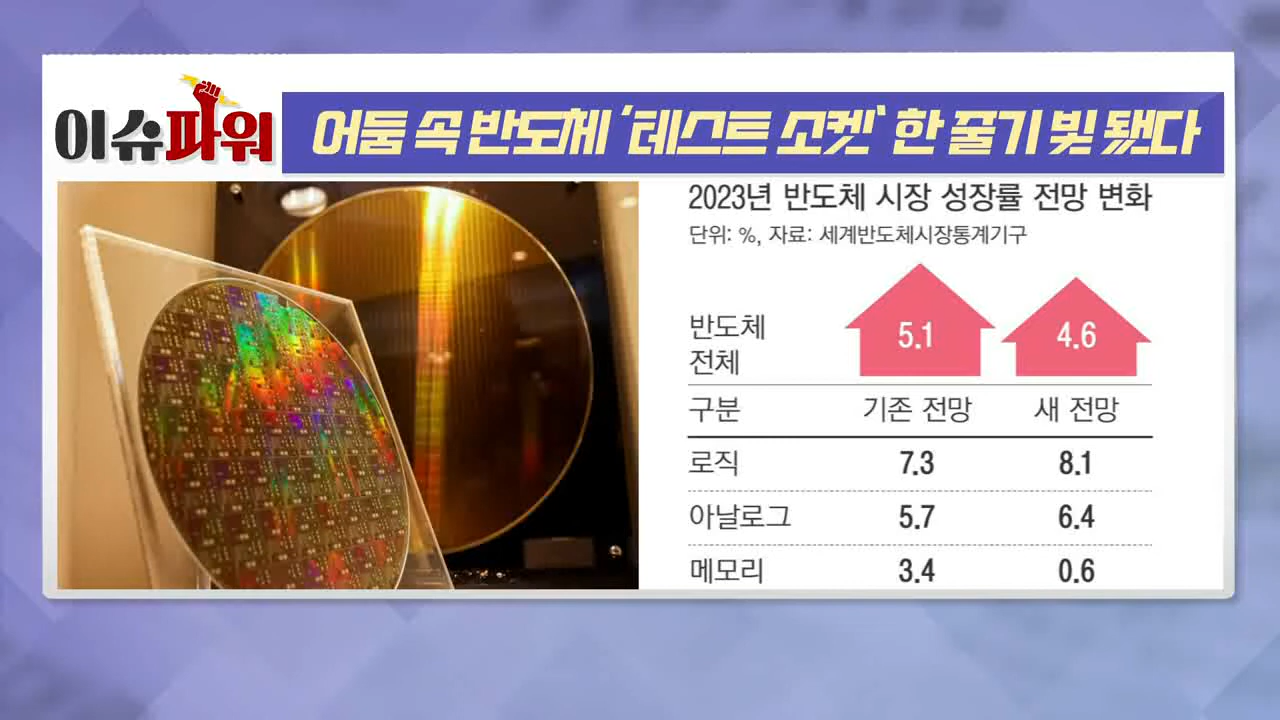 이슈파워
어둠 속 반도체 ‘테스트 소켓‘ 한 줄기 빛 됐다
2023년 반도체 시장 성장률 전망 변화
단위: %, 자료: 세계반도체시장통계기구
반도체
전체
5.1
4.6
구분 기존 전망 새 전망
로직 7.3 8.1
아날로그 5.7 6.4
메모리 3.4 0.6